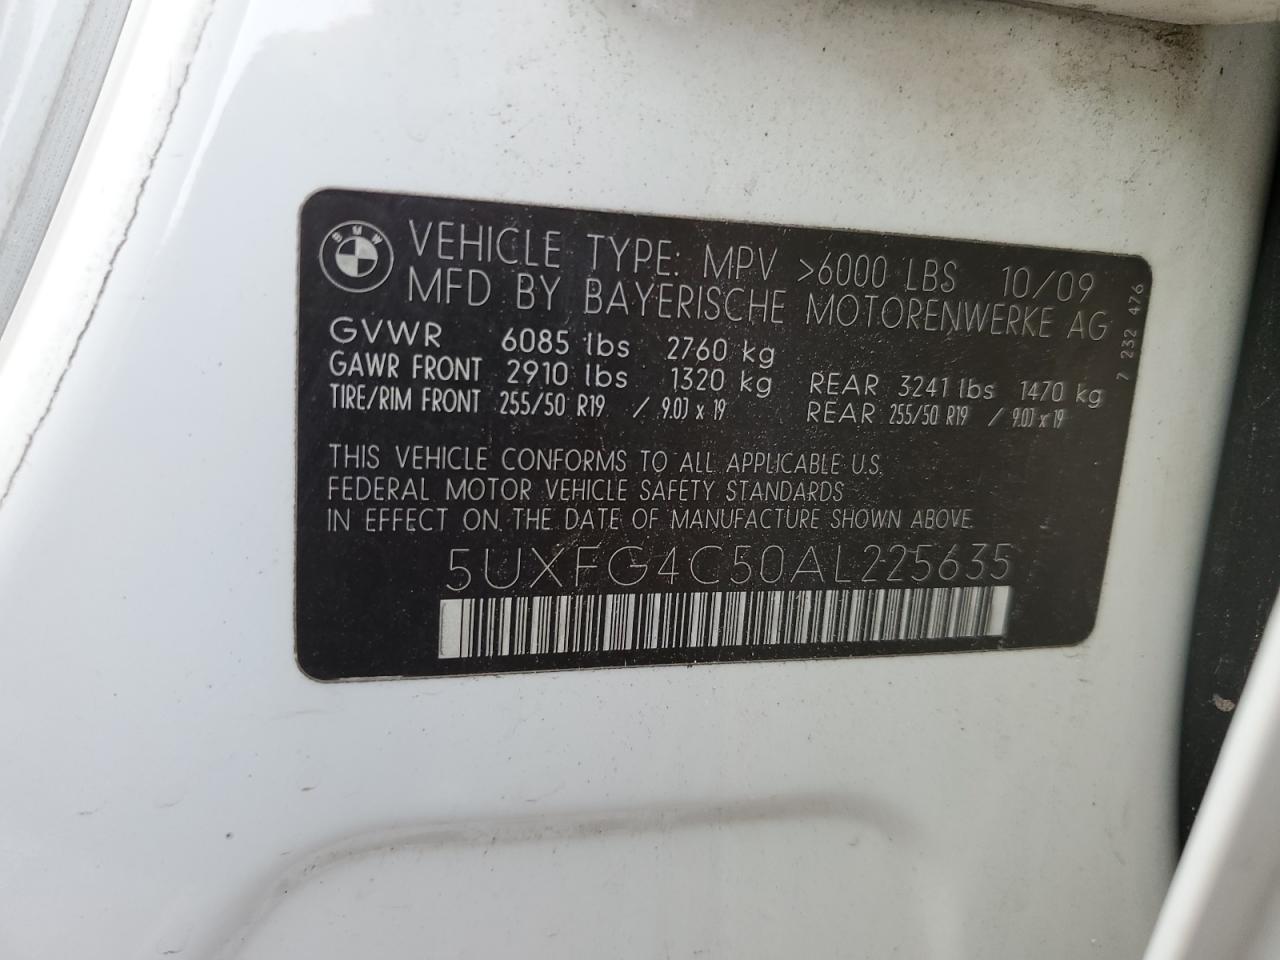 BMW
VEHICLE TYPE: MPV >6000 LBS 10/09
MFD BY BAYERISCHE MOTORENWERKE AG
GVWR 6085 lbs 2760 kg
GAWR FRONT 2910 lbs 1320 kg REAR 3241 lbs 1470 kg
TIRE/RIM FRONT 255/50 R19 / 9.0J x 19 REAR 255/50 R19 / 9.0J x 19
THIS VEHICLE CONFORMS TO ALL APPLICABLE U.S.
FEDERAL MOTOR VEHICLE SAFETY STANDARDS
IN EFFECT ON THE DATE OF MANUFACTURE SHOWN ABOVE.
5UXFG4C50AL225635
7 232 476